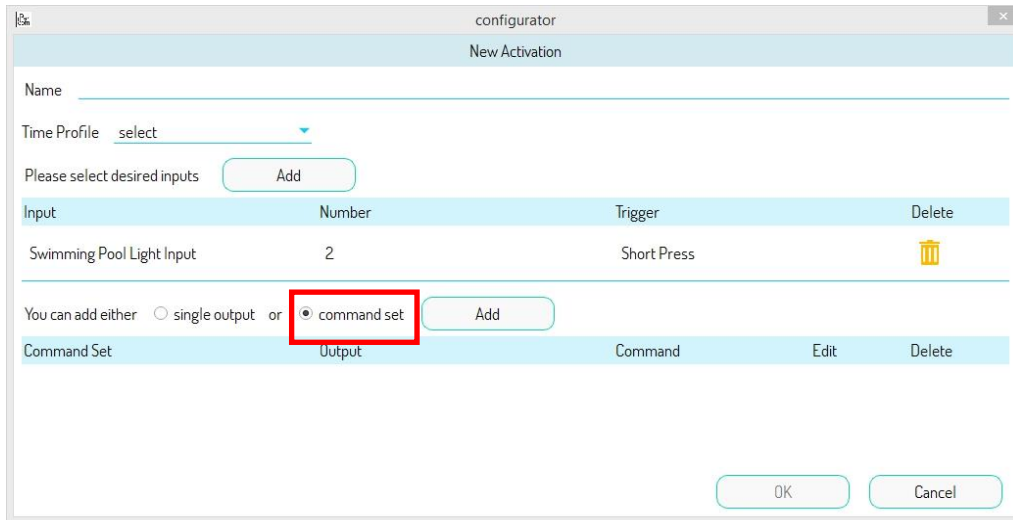 configurator
New Activation
Name
Time Profile select
Please select desired inputs Add
Input Number Trigger Delete
Swimming Pool Light Input 2 Short Press
You can add either single output or command set Add
Command Set Output Command Edit Delete
OK Cancel